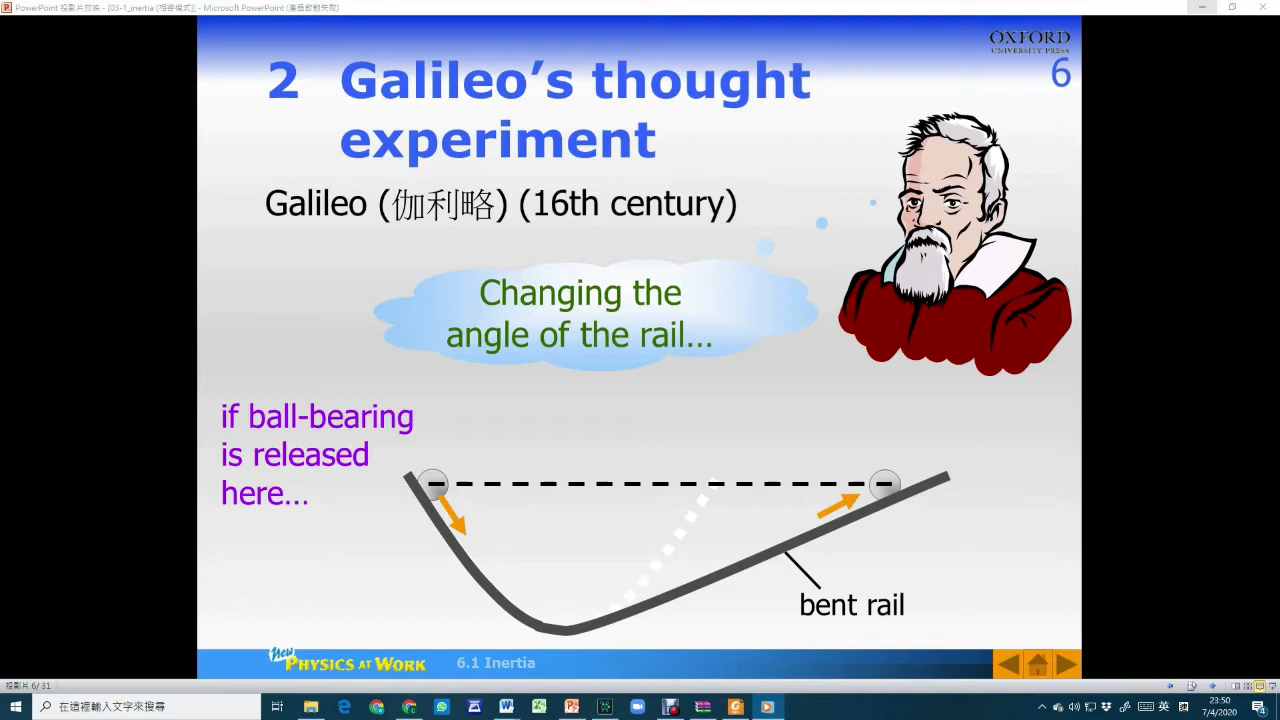 PowerPoint 投影片放映 - [03-1_inertia [相容模式]] - Microsoft PowerPoint (產品啟動失敗)
OXFORD
UNIVERSITY PRESS
6
2 Galileo’s thought
experiment
Galileo (伽利略) (16th century)
Changing the
angle of the rail…
if ball-bearing
is released
here…
bent rail
New
PHYSICS AT WORK
6.1 Inertia
投影片 6/31
在這裡輸入文字來搜尋
英
23:50
7/4/2020
4